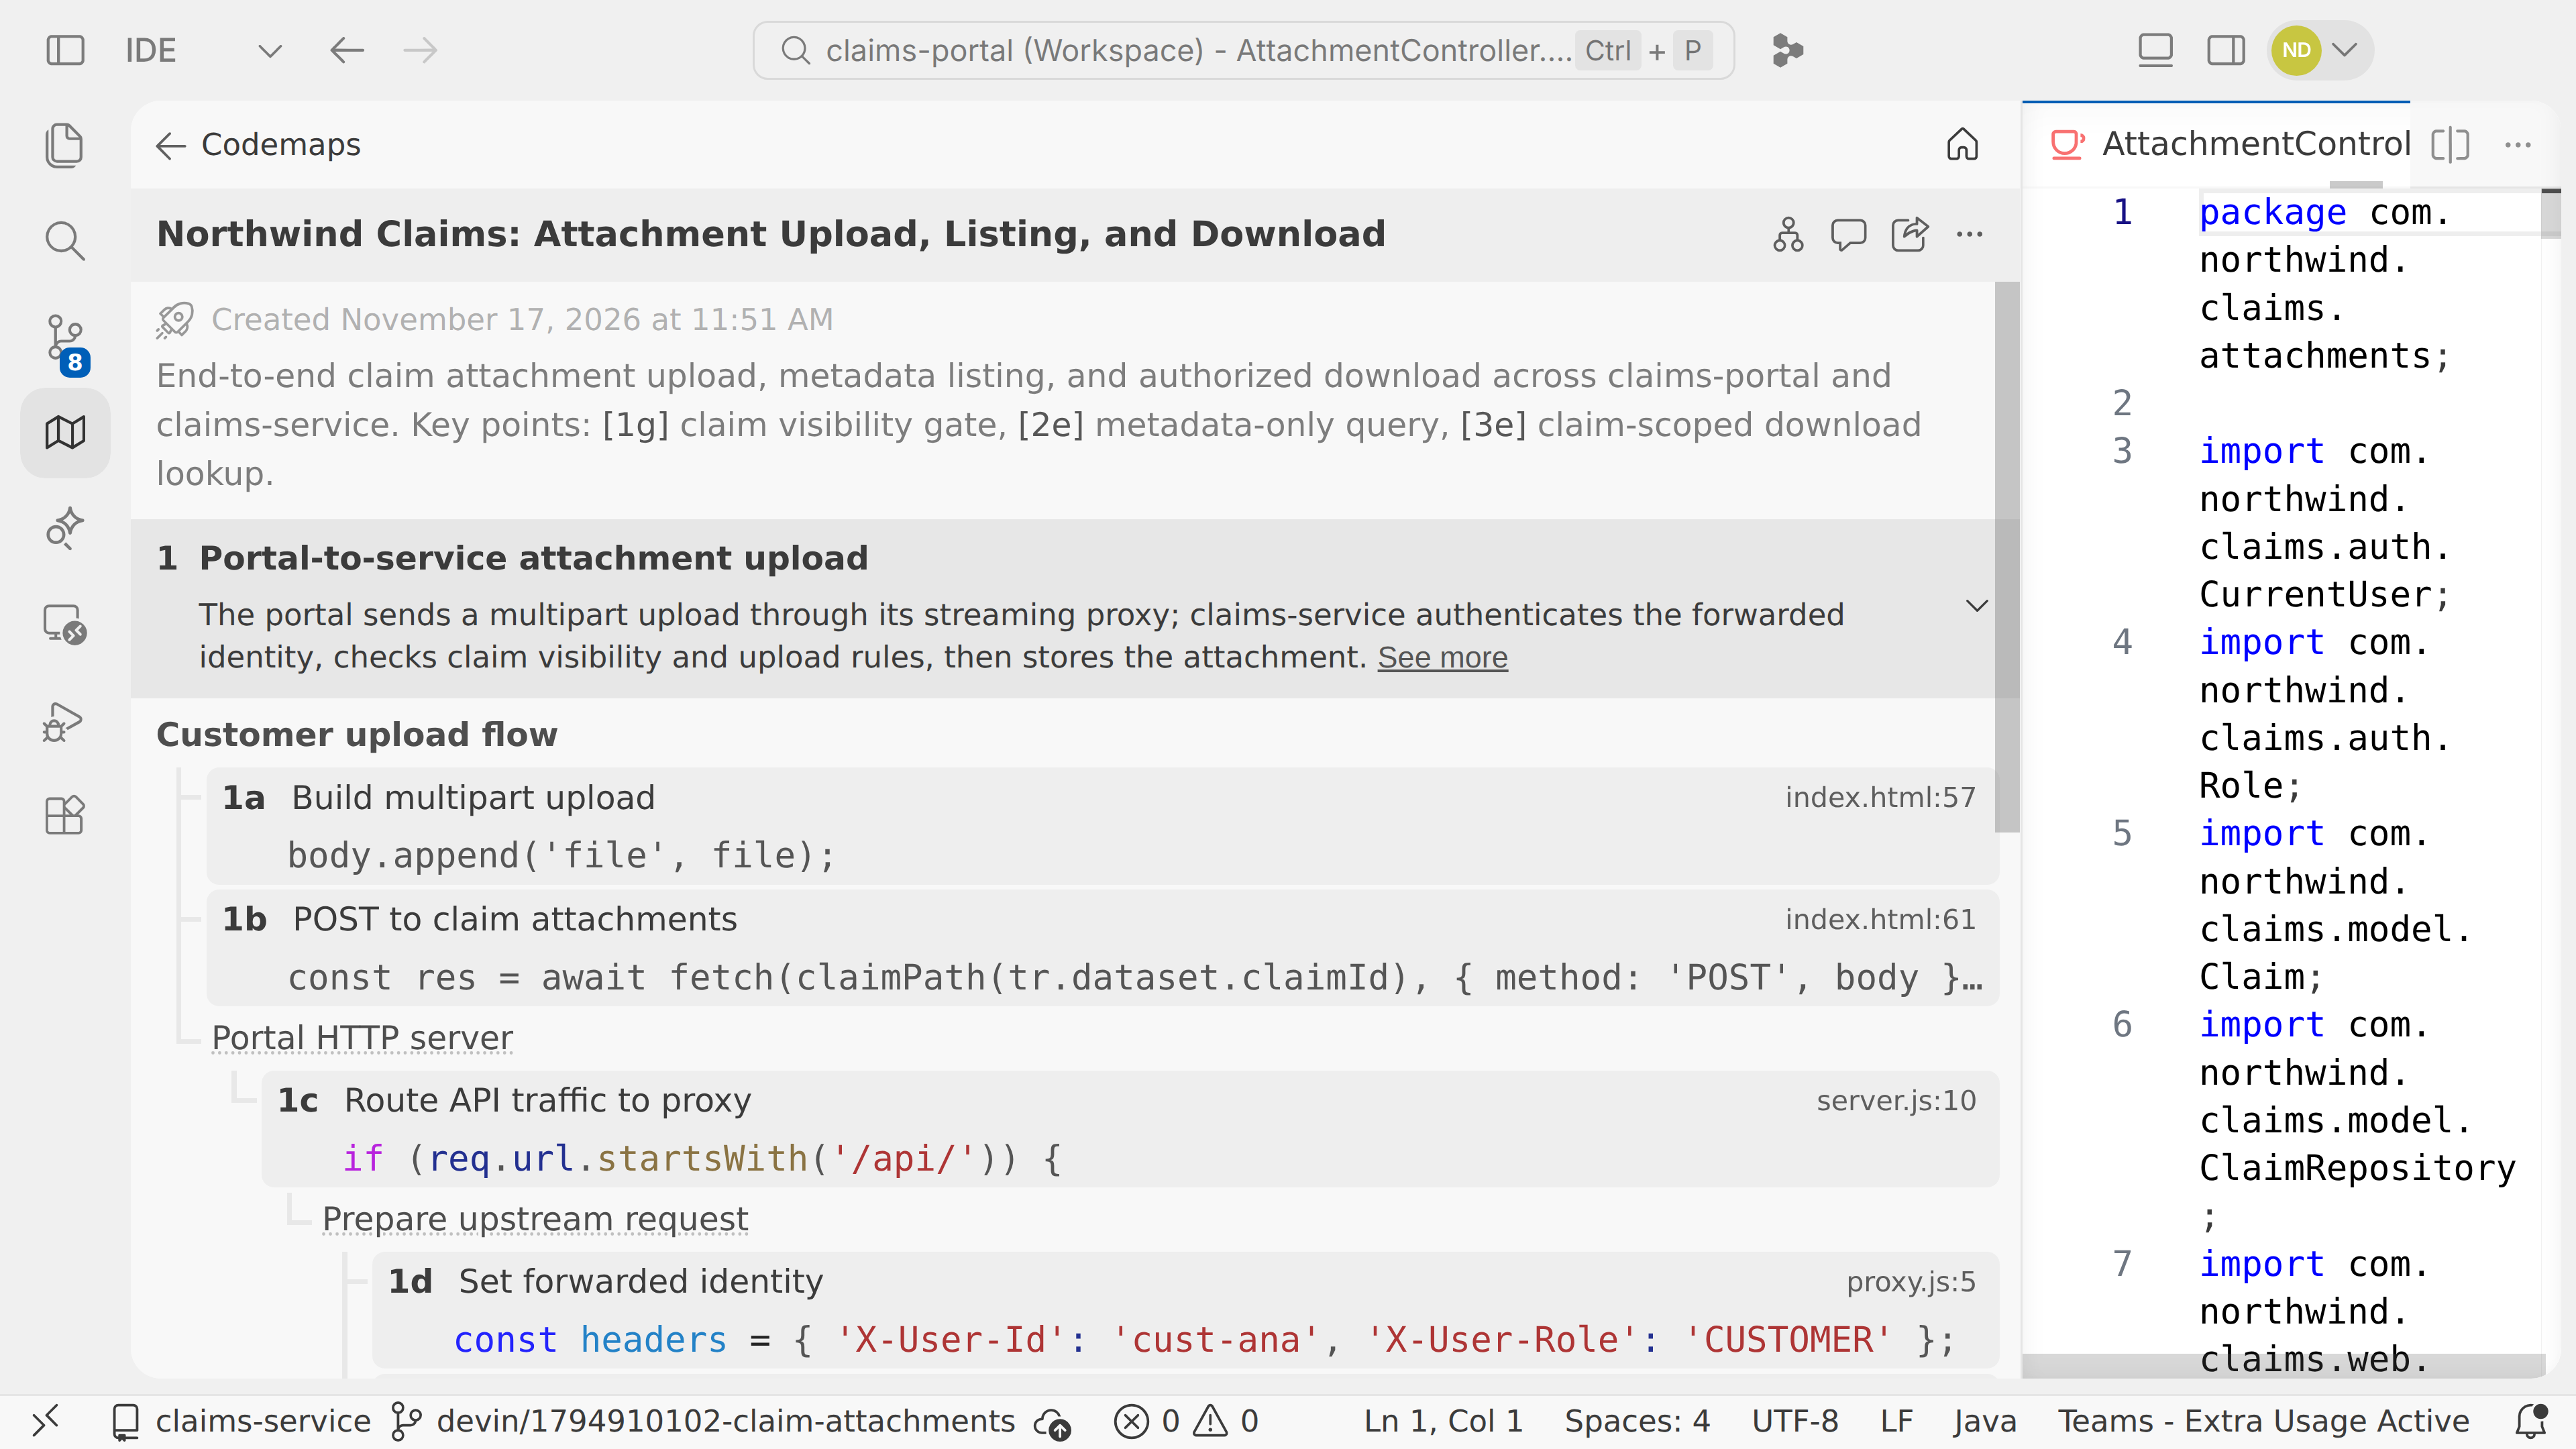 IDE
claims-portal (Workspace) - AttachmentController.... Ctrl + P
ND
Codemaps
Northwind Claims: Attachment Upload, Listing, and Download
Created November 17, 2026 at 11:51 AM
End-to-end claim attachment upload, metadata listing, and authorized download across claims-portal and
claims-service. Key points: [1g] claim visibility gate, [2e] metadata-only query, [3e] claim-scoped download
lookup.
8
1 Portal-to-service attachment upload
The portal sends a multipart upload through its streaming proxy; claims-service authenticates the forwarded
identity, checks claim visibility and upload rules, then stores the attachment. See more
Customer upload flow
1a Build multipart upload index.html:57
body.append('file', file);
1b POST to claim attachments index.html:61
const res = await fetch(claimPath(tr.dataset.claimId), { method: 'POST', body }…
Portal HTTP server
1c Route API traffic to proxy server.js:10
if (req.url.startsWith('/api/')) {
Prepare upstream request
1d Set forwarded identity proxy.js:5
const headers = { 'X-User-Id': 'cust-ana', 'X-User-Role': 'CUSTOMER' };
AttachmentControl
1 package com.
northwind.
claims.
attachments;
2
3 import com.
northwind.
claims.auth.
CurrentUser;
4 import com.
northwind.
claims.auth.
Role;
5 import com.
northwind.
claims.model.
Claim;
6 import com.
northwind.
claims.model.
ClaimRepository
;
7 import com.
northwind.
claims.web.
claims-service devin/1794910102-claim-attachments 0 0 Ln 1, Col 1 Spaces: 4 UTF-8 LF Java Teams - Extra Usage Active